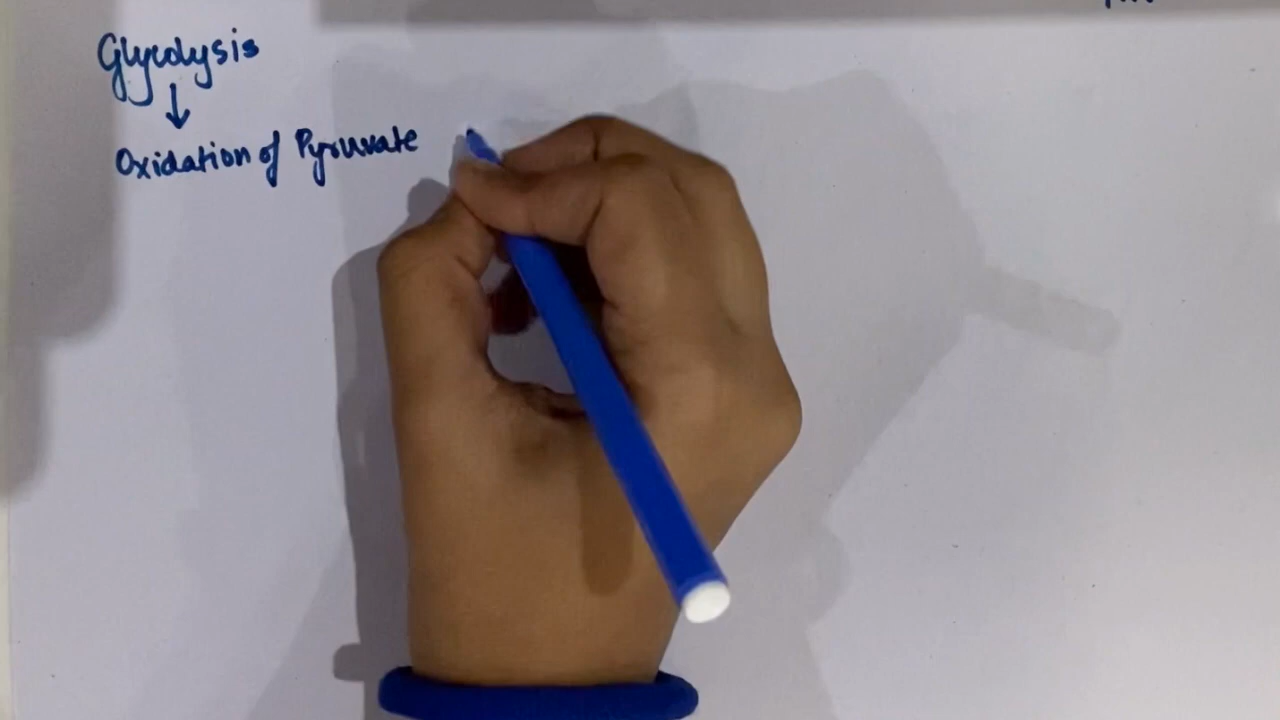 Glycolysis
↓
Oxidation of Pyruvate